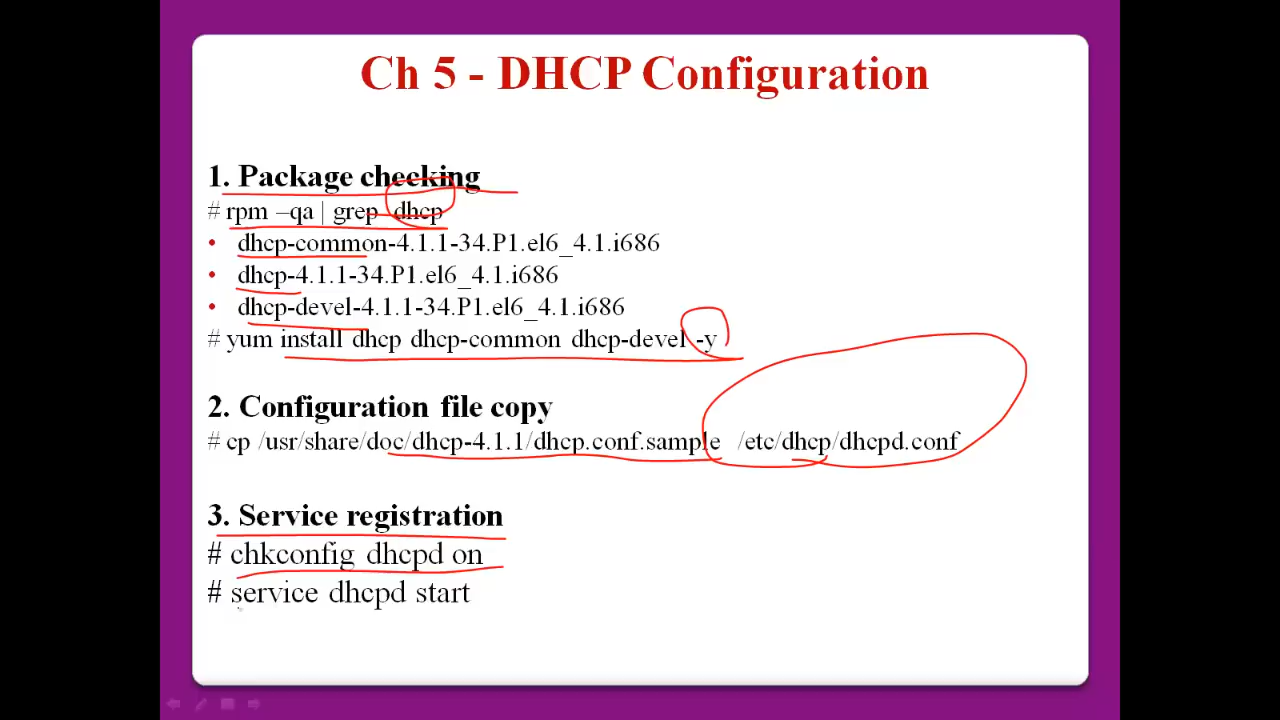 Ch 5 - DHCP Configuration
1. Package checking
# rpm –qa | grep dhcp
• dhcp-common-4.1.1-34.P1.el6_4.1.i686
• dhcp-4.1.1-34.P1.el6_4.1.i686
• dhcp-devel-4.1.1-34.P1.el6_4.1.i686
# yum install dhcp dhcp-common dhcp-devel -y
2. Configuration file copy
# cp /usr/share/doc/dhcp-4.1.1/dhcp.conf.sample /etc/dhcp/dhcpd.conf
3. Service registration
# chkconfig dhcpd on
# service dhcpd start